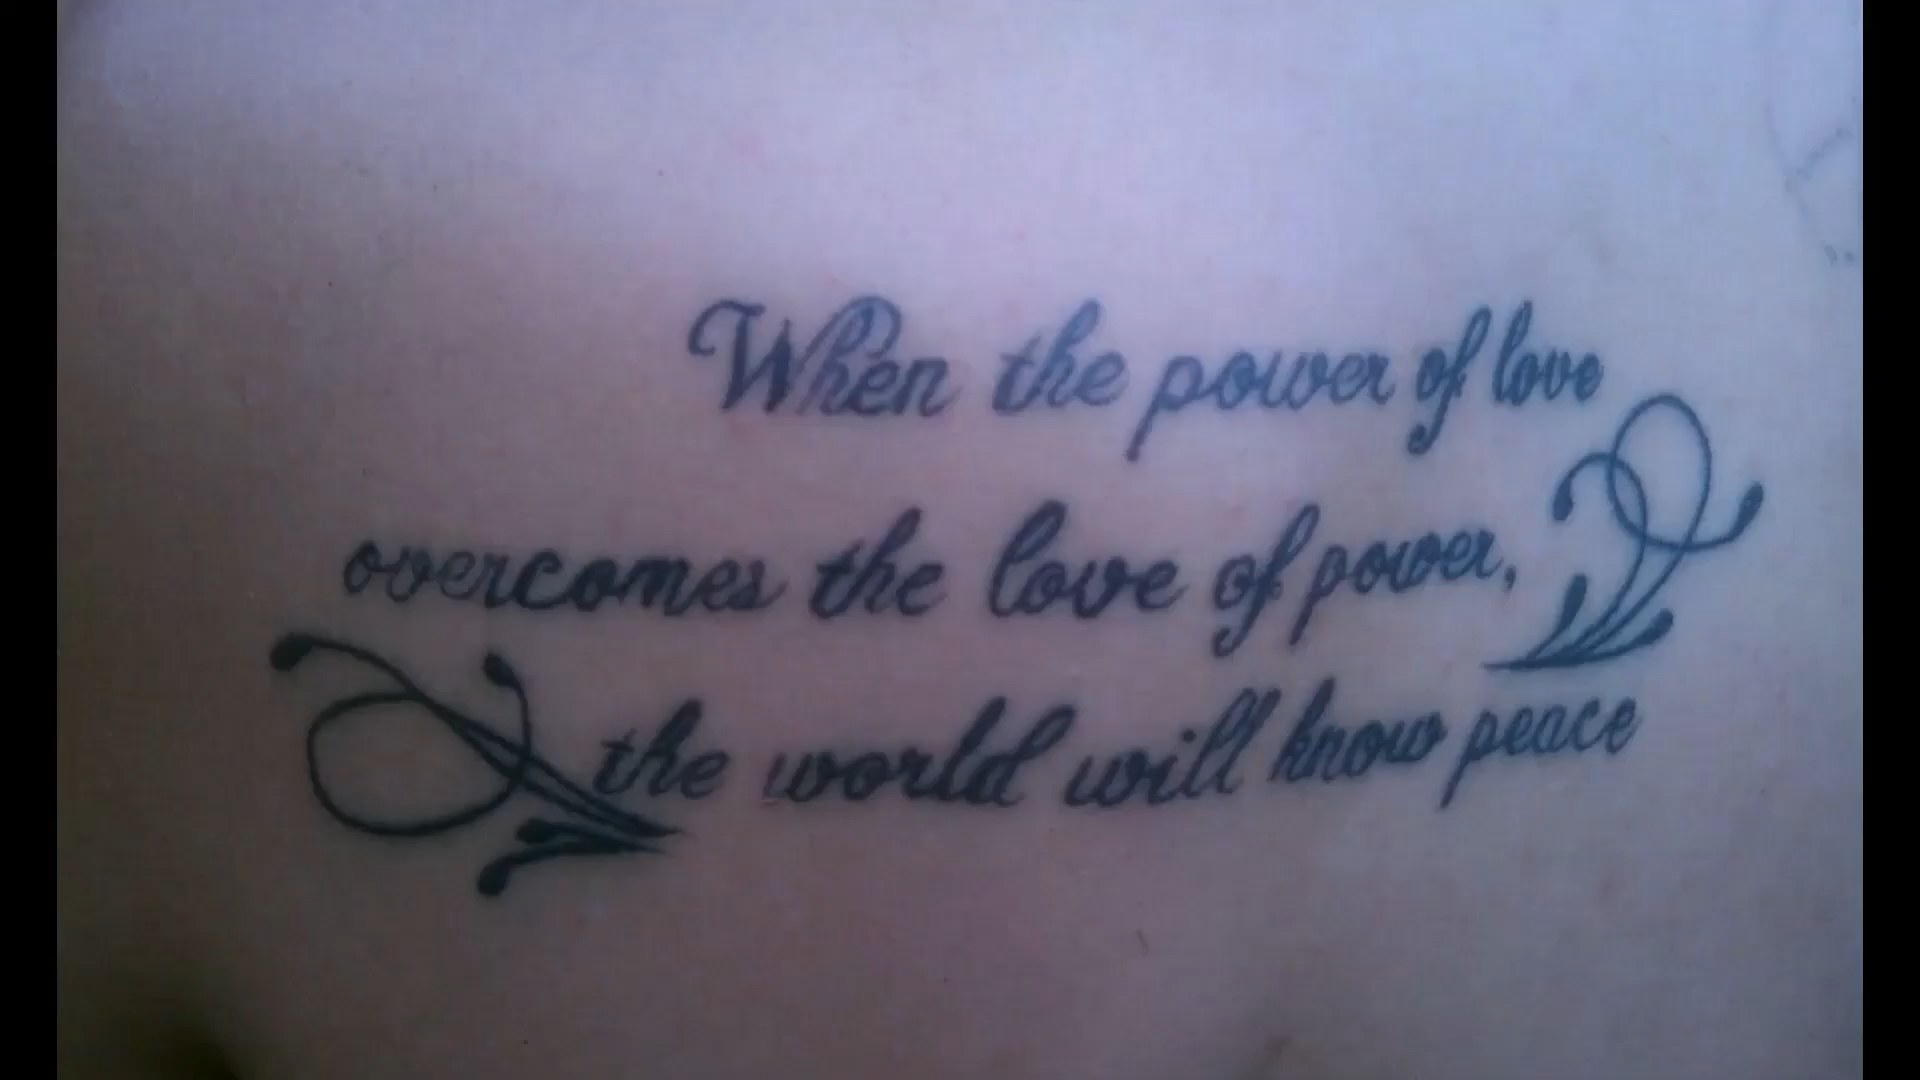 When the power of love
overcomes the love of power,
the world will know peace